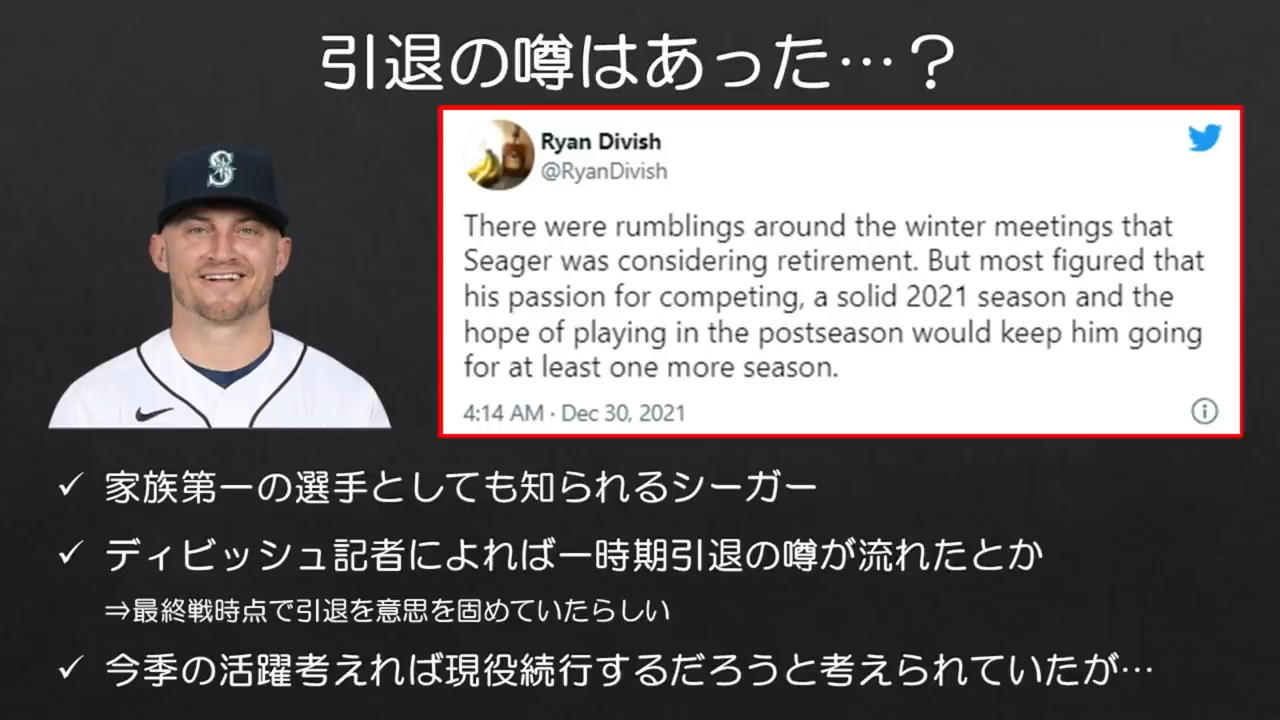 引退の噂はあった…？
Ryan Divish
@RyanDivish
There were rumblings around the winter meetings that
Seager was considering retirement. But most figured that
his passion for competing, a solid 2021 season and the
hope of playing in the postseason would keep him going
for at least one more season.
4:14 AM · Dec 30, 2021
S
✓ 家族第一の選手としても知られるシーガー
✓ ディビッシュ記者によれば一時期引退の噂が流れたとか
⇒最終戦時点で引退を意思を固めていたらしい
✓ 今季の活躍考えれば現役続行するだろうと考えられていたが…